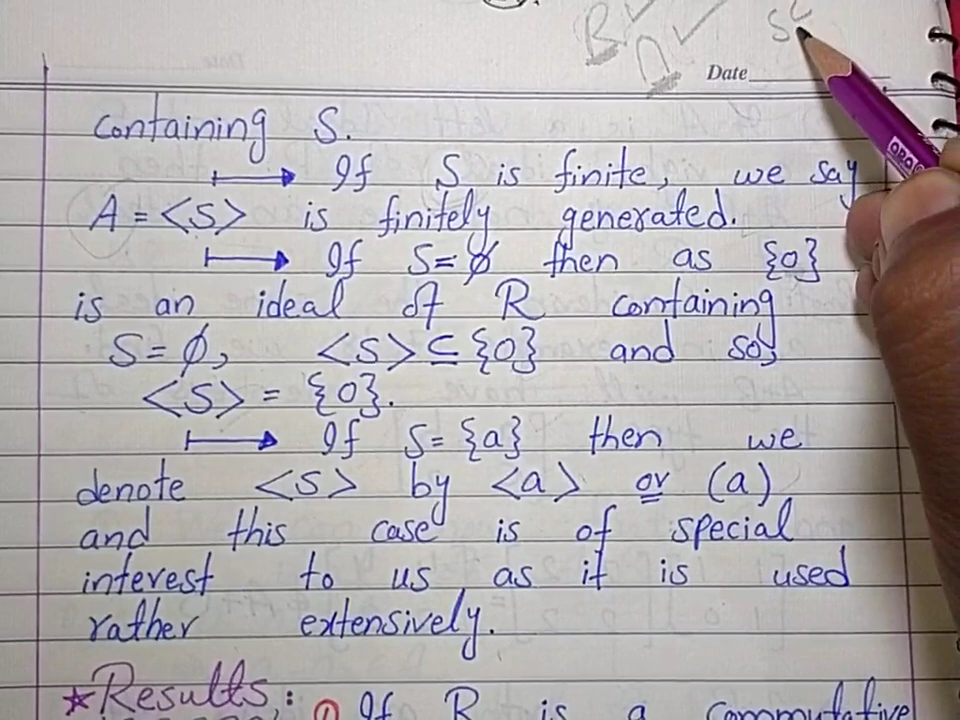 Date
containing S.
↦ If S is finite, we say
A = <S> is finitely generated.
↦ If S = ∅ then as {0}
is an ideal of R containing
S = ∅, <S> ⊆ {0} and so,
<S> = {0}.
↦ If S = {a} then we
denote <S> by <a> or (a)
and this case is of special
interest to us as it is used
rather extensively.
★ Results : ① If R is a commutative